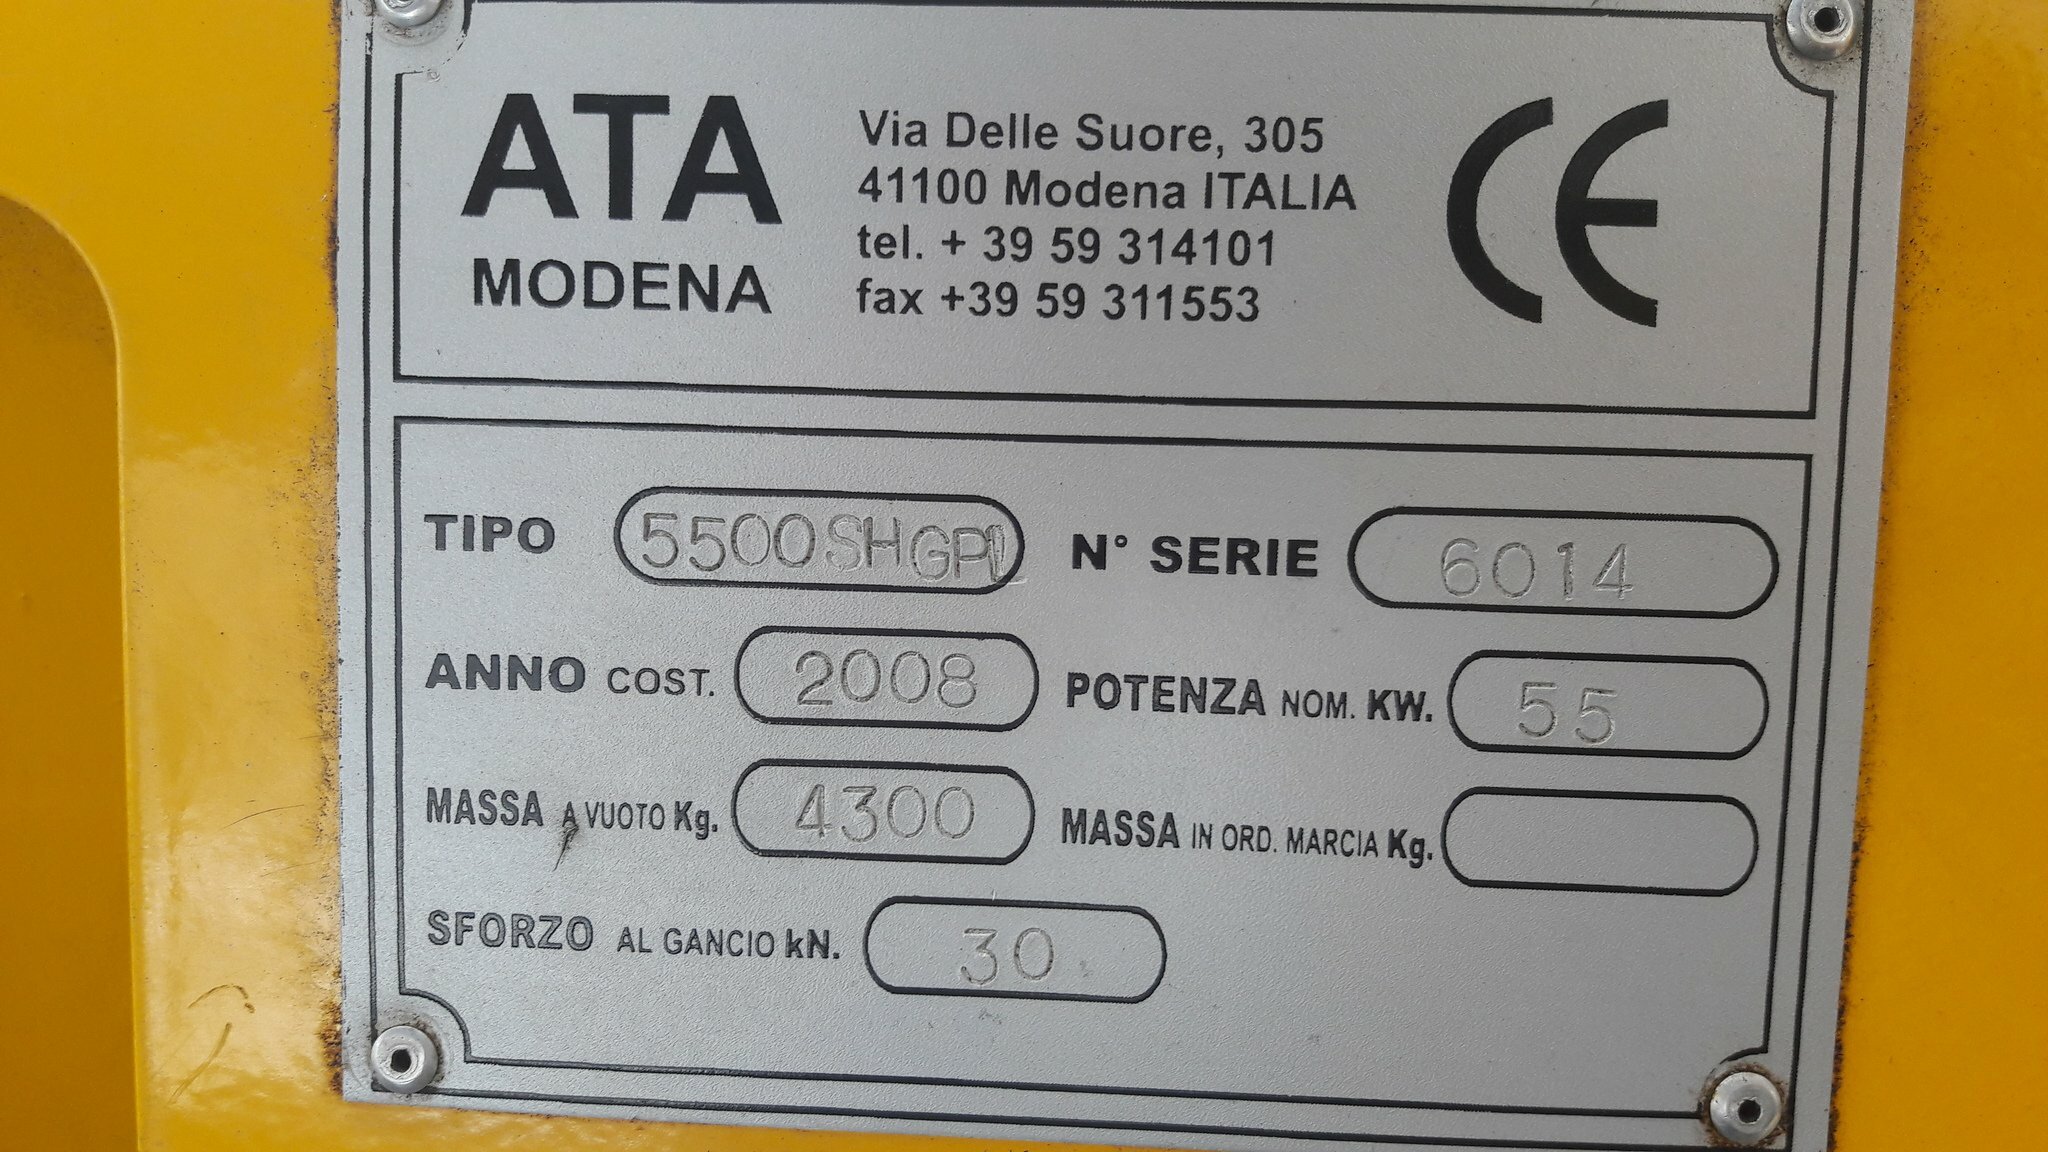 ATA
MODENA
Via Delle Suore, 305
41100 Modena ITALIA
tel. + 39 59 314101
fax +39 59 311553
CE
TIPO 5500SHGPL N° SERIE 6014
ANNO COST. 2008 POTENZA NOM. KW. 55
MASSA A VUOTO Kg. 4300 MASSA IN ORD. MARCIA Kg.
SFORZO AL GANCIO kN. 30